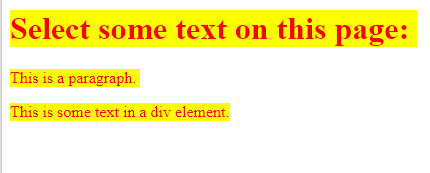 Select some text on this page:
This is a paragraph.
This is some text in a div element.